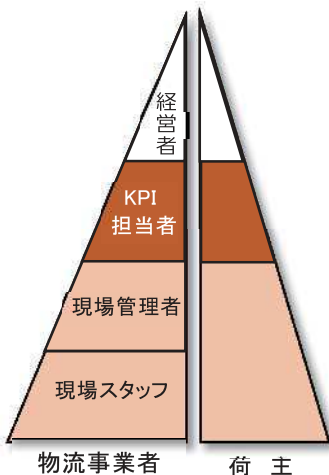 経営者
KPI
担当者
現場管理者
現場スタッフ
物流事業者
荷 主